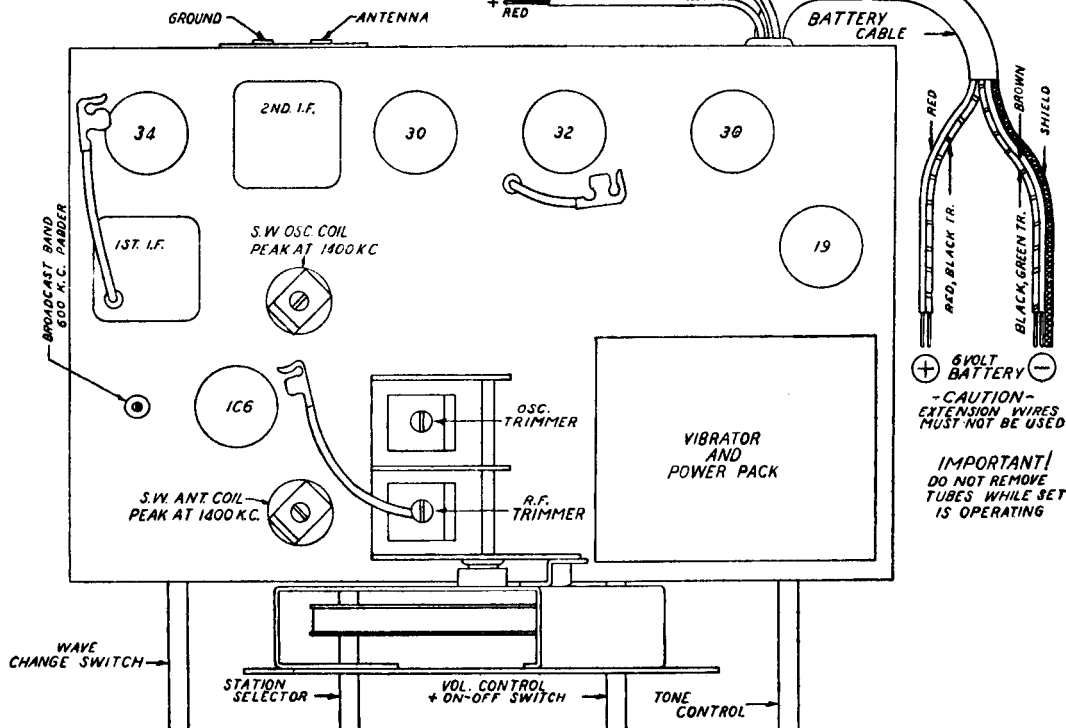 GROUND
ANTENNA
+
RED
BATTERY
CABLE
34
2ND. I.F.
30
32
30
RED
BROWN
SHIELD
RED, BLACK TR.
BLACK, GREEN TR.
1ST. I.F.
S.W OSC. COIL
PEAK AT 1400 KC
19
BROADCAST BAND
600 K.C. PADDER
+
6 VOLT
BATTERY
−
-CAUTION-
EXTENSION WIRES
MUST NOT BE USED
1C6
OSC.
TRIMMER
VIBRATOR
AND
POWER PACK
IMPORTANT!
DO NOT REMOVE
TUBES WHILE SET
IS OPERATING
S.W. ANT. COIL
PEAK AT 1400 K.C.
R.F.
TRIMMER
WAVE
CHANGE SWITCH
STATION
SELECTOR
VOL. CONTROL
+ ON-OFF SWITCH
TONE
CONTROL